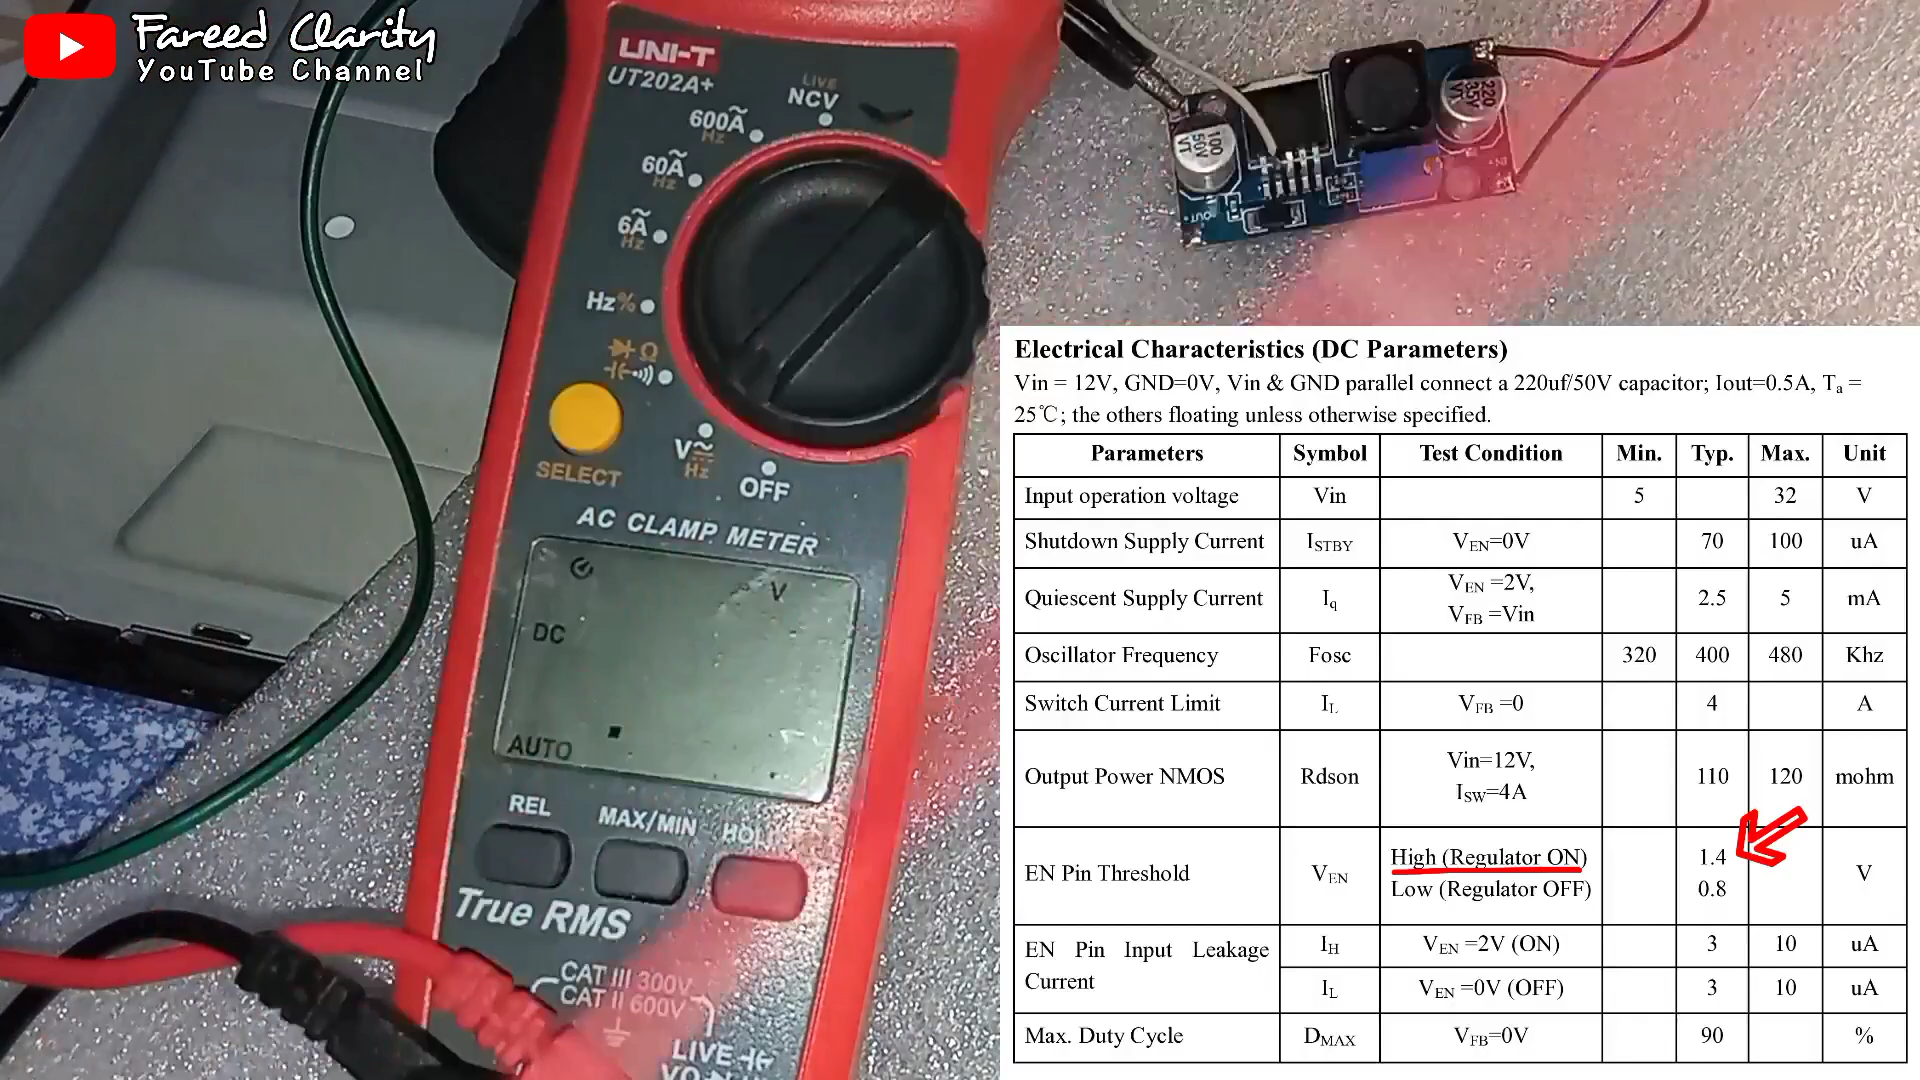 Fareed Clarity
YouTube Channel
UNI-T
UT202A+
LIVE
NCV
600A
Hz
60A
Hz
6A
Hz
Hz%
Ω
SELECT
V
Hz
OFF
AC CLAMP METER
V
DC
AUTO
REL
MAX/MIN
True RMS
CAT III 300V
CAT II 600V
LIVE
100
50V
VT
220
35V
VT
Electrical Characteristics (DC Parameters)
Vin = 12V, GND=0V, Vin & GND parallel connect a 220uf/50V capacitor; Iout=0.5A, Ta =
25℃; the others floating unless otherwise specified.
Parameters Symbol Test Condition Min. Typ. Max. Unit
Input operation voltage Vin 5 32 V
Shutdown Supply Current ISTBY VEN=0V 70 100 uA
Quiescent Supply Current Iq VEN =2V, VFB =Vin 2.5 5 mA
Oscillator Frequency Fosc 320 400 480 Khz
Switch Current Limit IL VFB =0 4 A
Output Power NMOS Rdson Vin=12V, ISW=4A 110 120 mohm
EN Pin Threshold VEN High (Regulator ON) 1.4 V
Low (Regulator OFF) 0.8
EN Pin Input Leakage Current IH VEN =2V (ON) 3 10 uA
IL VEN =0V (OFF) 3 10 uA
Max. Duty Cycle DMAX VFB=0V 90 %